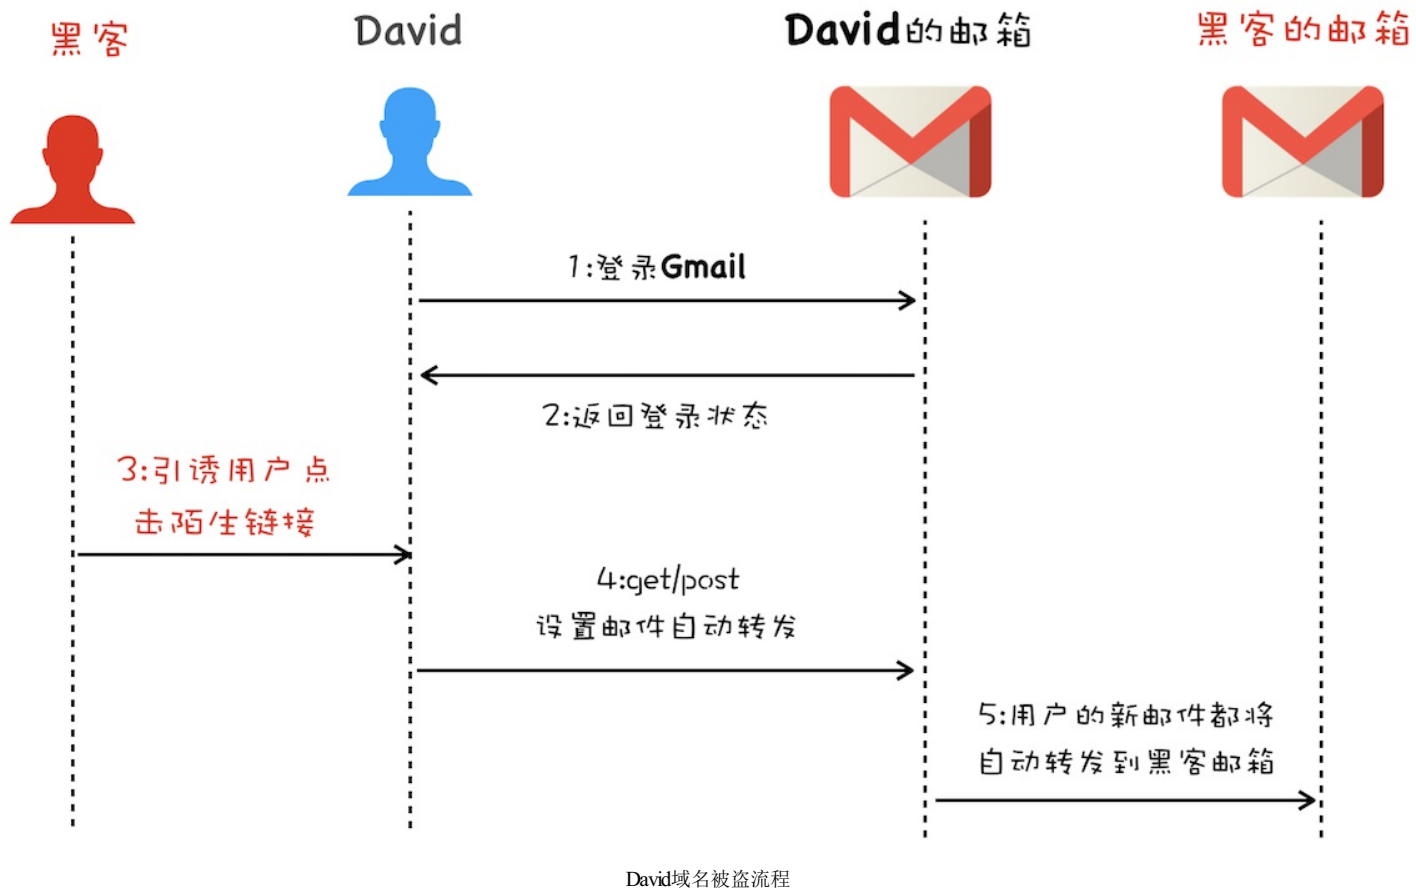 黑客
David
David的邮箱
黑客的邮箱
1:登录Gmail
2:返回登录状态
3:引诱用户点
击陌生链接
4:get/post
设置邮件自动转发
5:用户的新邮件都将
自动转发到黑客邮箱
David域名被盗流程